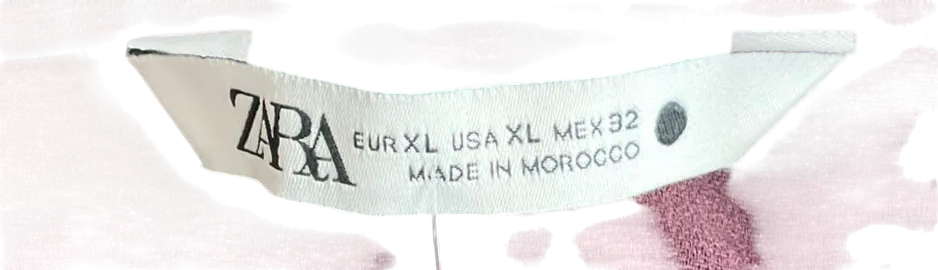 ZARA EUR XL USA XL MEX 32
MADE IN MOROCCO